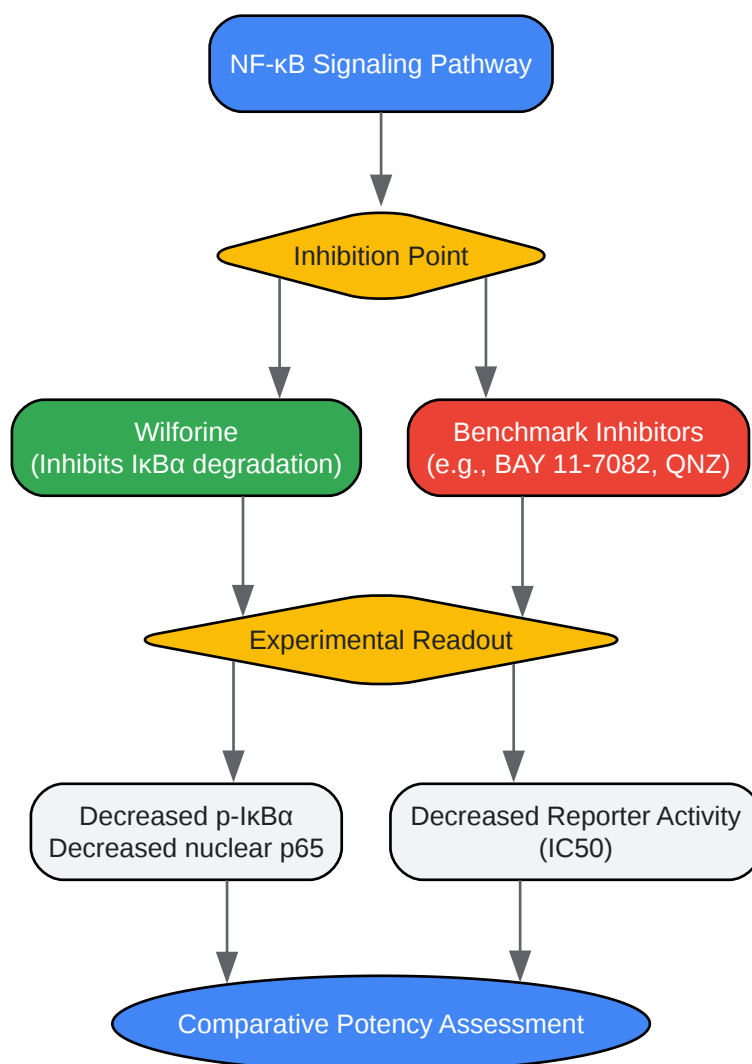 NF-κB Signaling Pathway
Inhibition Point
Wilforine
(Inhibits IκBα degradation)
Benchmark Inhibitors
(e.g., BAY 11-7082, QNZ)
Experimental Readout
Decreased p-IκBα
Decreased nuclear p65
Decreased Reporter Activity
(IC50)
Comparative Potency Assessment